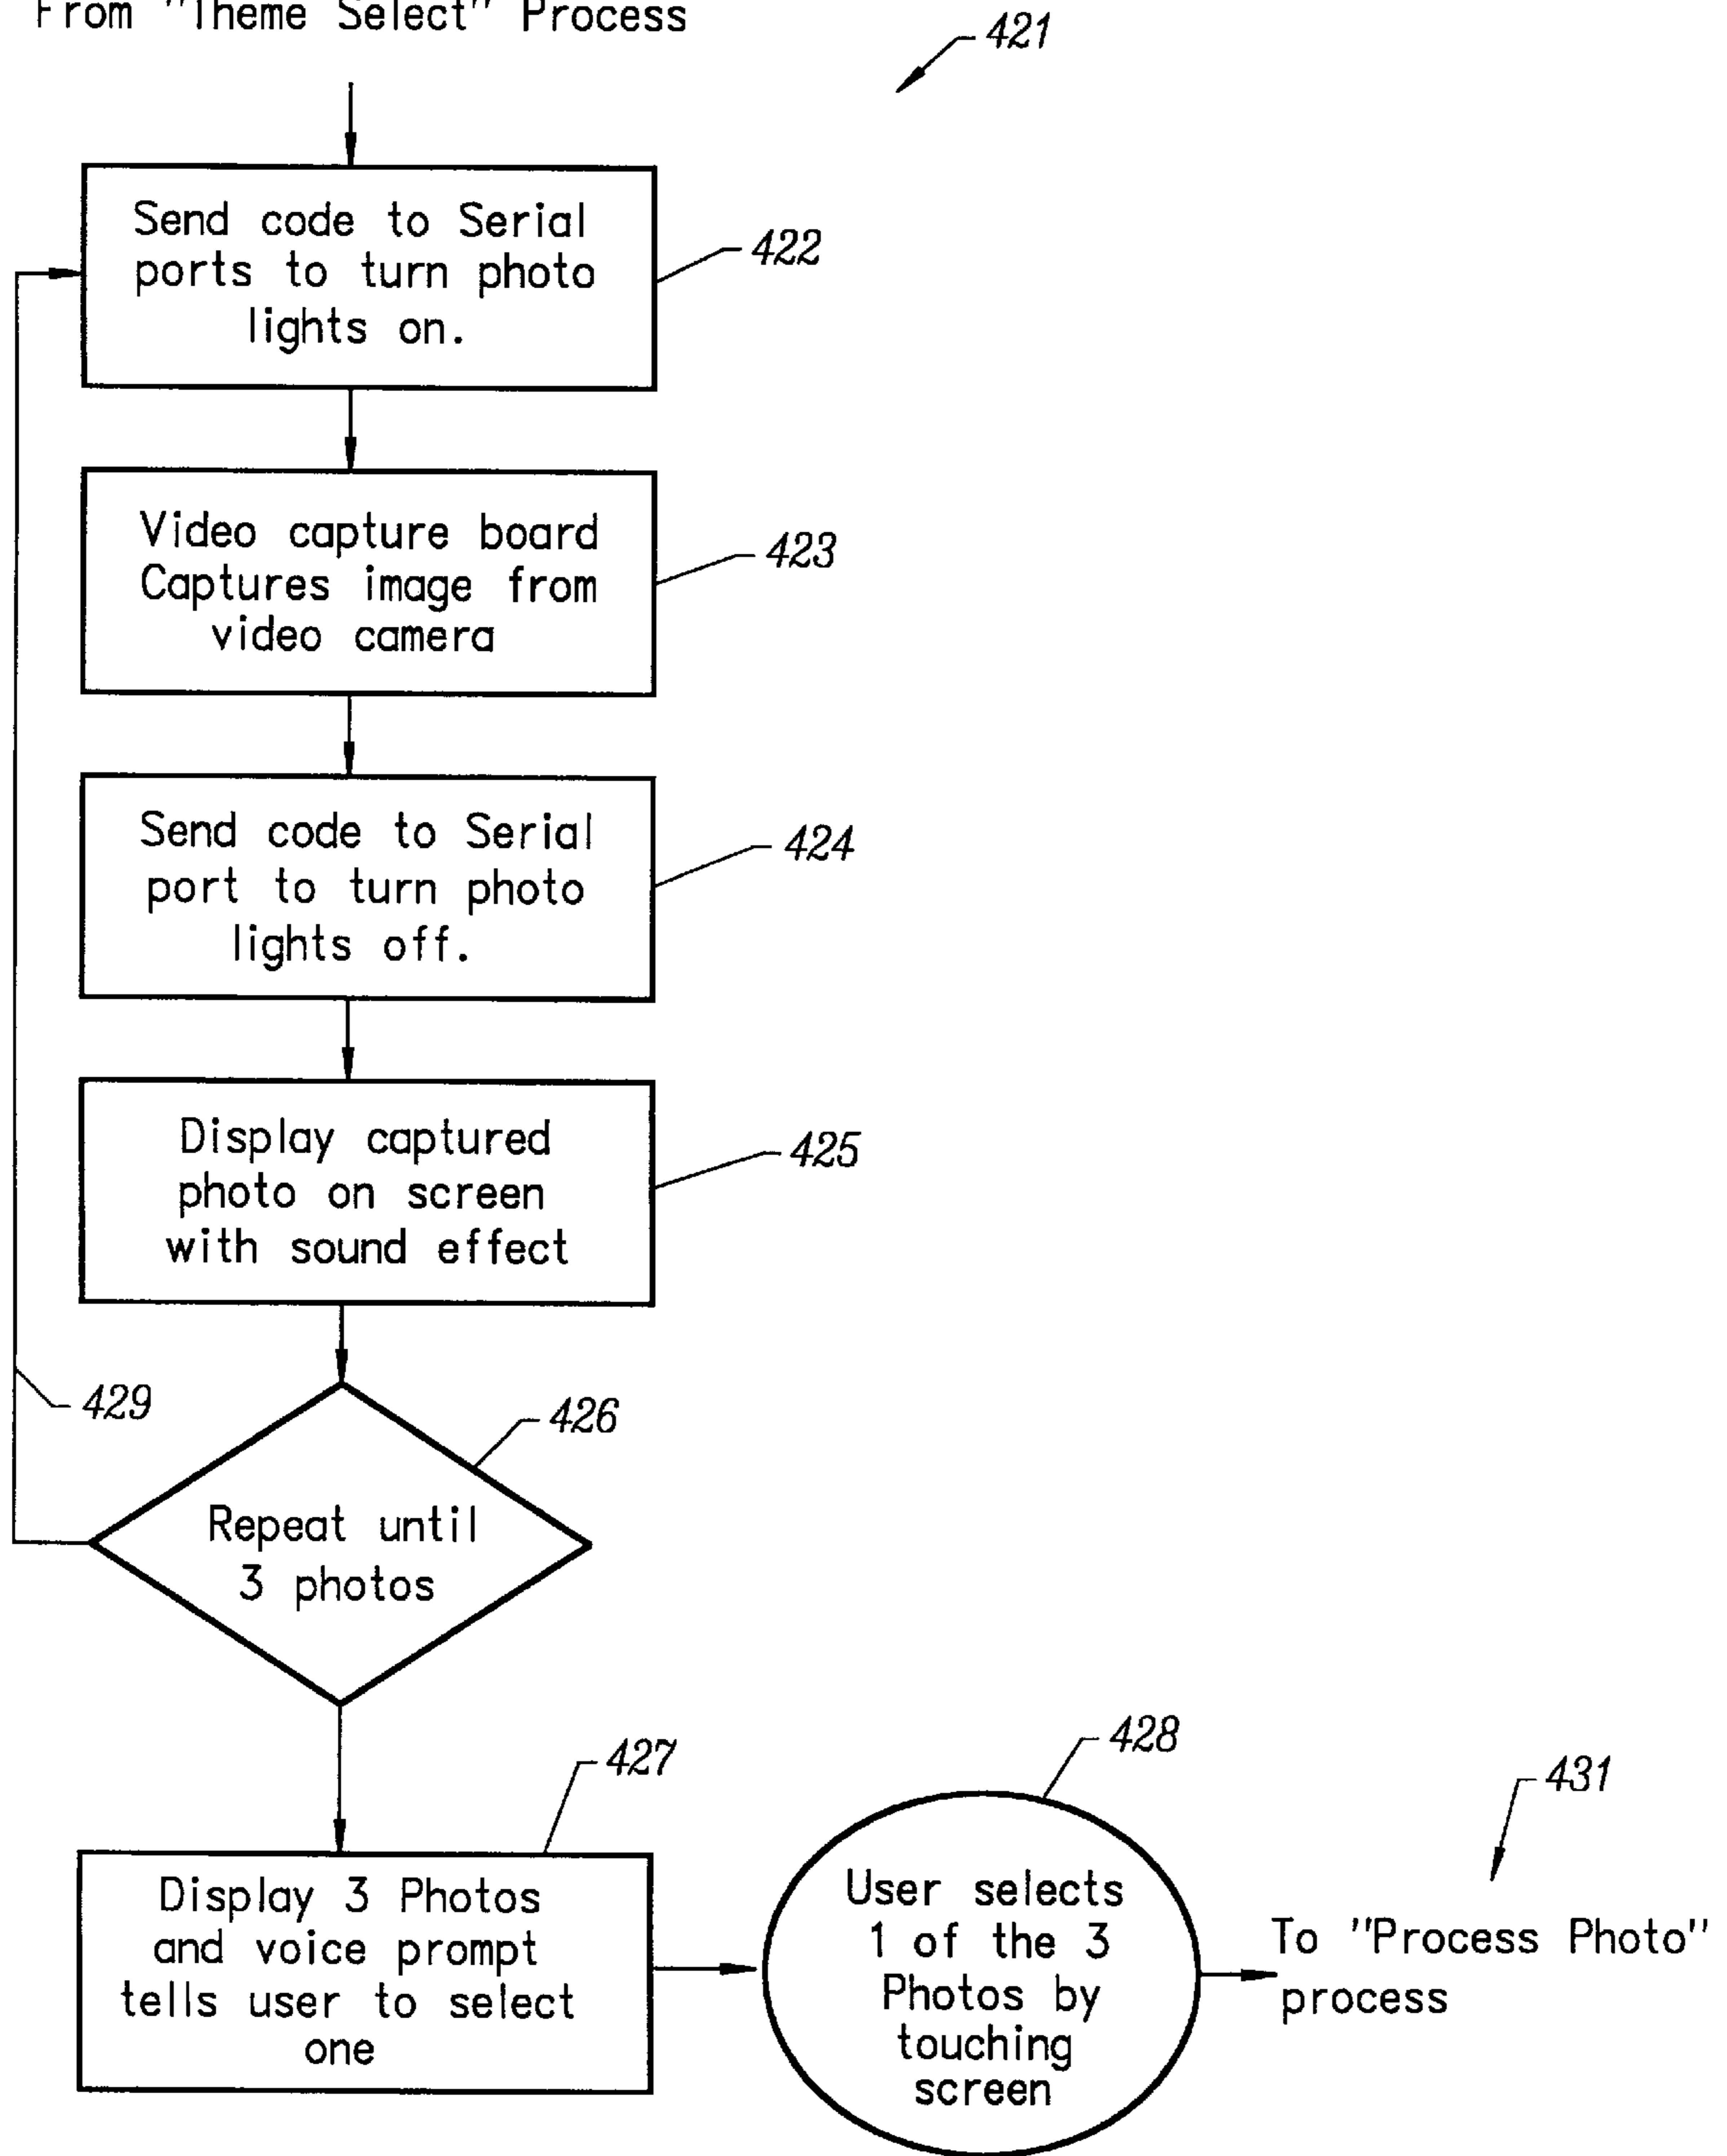 From "Theme Select" Process
421
Send code to Serial
ports to turn photo
lights on.
422
Video capture board
Captures image from
video camera
423
Send code to Serial
port to turn photo
lights off.
424
Display captured
photo on screen
with sound effect
425
429
426
Repeat until
3 photos
427
Display 3 Photos
and voice prompt
tells user to select
one
428
User selects
1 of the 3
Photos by
touching
screen
431
To "Process Photo"
process